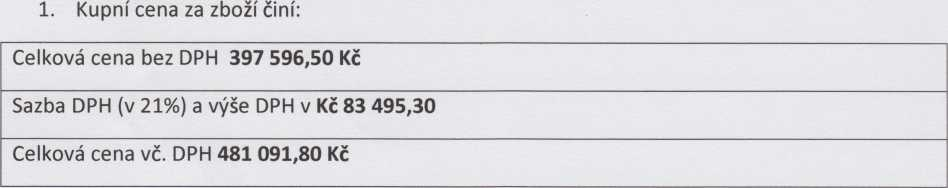 1. Kupní cena za zboží činí:
Celková cena bez DPH 397 596,50 Kč
Sazba DPH (v 21%) a výše DPH v Kč 83 495,30
Celková cena vč. DPH 481 091,80 Kč